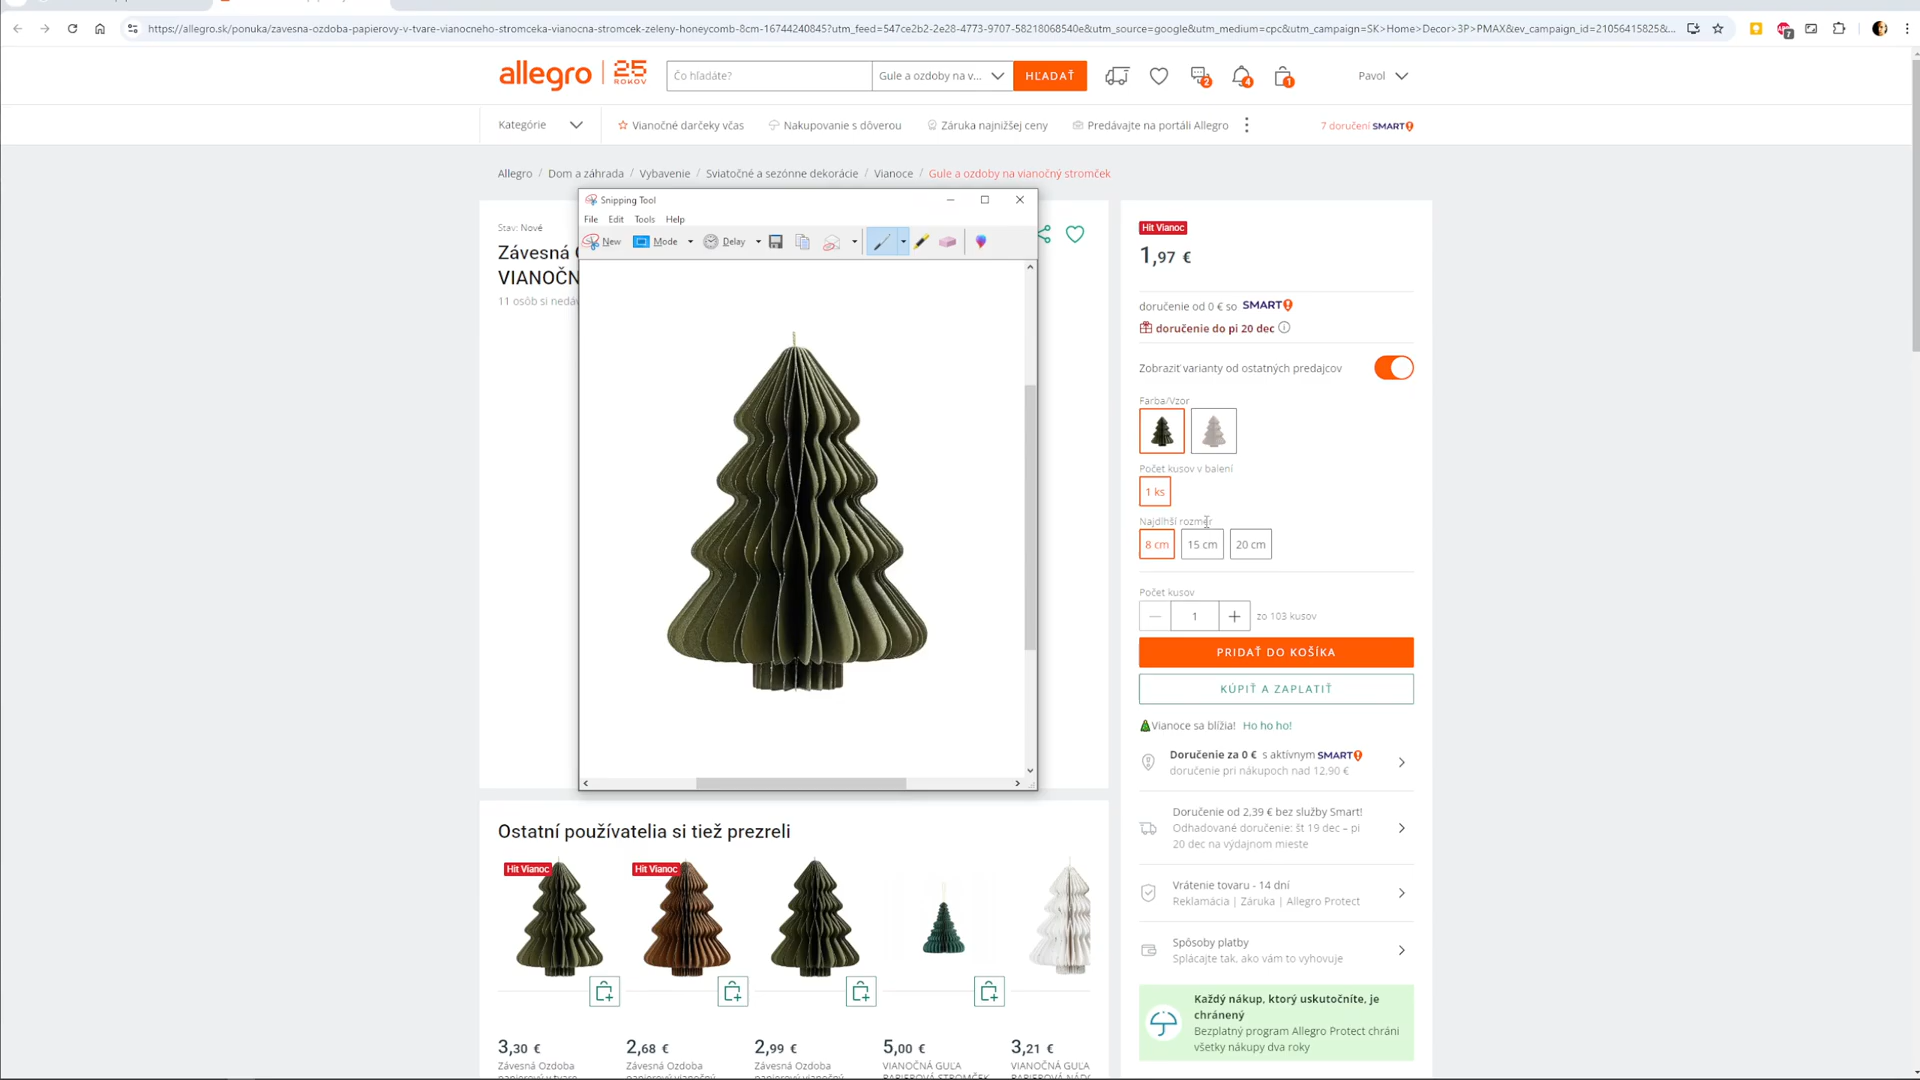 https://allegro.sk/ponuka/zavesna-ozdoba-papierovy-v-tvare-vianocneho-stromceka-vianocna-stromcek-zeleny-honeycomb-8cm-16744240845?utm_feed=547ce2b2-2e28-4773-9707-58218068540e&utm_source=google&utm_medium=cpc&utm_campaign=SK>Home>Decor>3P>PMAX&ev_campaign_id=21056415825&...
7
allegro 25 ROKOV
Čo hľadáte?
Gule a ozdoby na v...
HĽADAŤ
2
4
1
Pavol
Kategórie
Vianočné darčeky včas
Nakupovanie s dôverou
Záruka najnižšej ceny
Predávajte na portáli Allegro
7 doručení SMART!
Allegro / Dom a záhrada / Vybavenie / Sviatočné a sezónne dekorácie / Vianoce / Gule a ozdoby na vianočný stromček
Stav: Nové
Závesná
VIANOČN
11 osôb si nedá
Snipping Tool
File Edit Tools Help
New Mode Delay
Hit Vianoc
1,97 €
doručenie od 0 € so SMART!
doručenie do pi 20 dec
Zobraziť varianty od ostatných predajcov
Farba/Vzor
Počet kusov v balení
1 ks
Najdlhší rozmer
8 cm 15 cm 20 cm
Počet kusov
1
zo 103 kusov
PRIDAŤ DO KOŠÍKA
KÚPIŤ A ZAPLATIŤ
Vianoce sa blížia! Ho ho ho!
Doručenie za 0 € s aktívnym SMART!
doručenie pri nákupoch nad 12,90 €
Doručenie od 2,39 € bez služby Smart!
Odhadované doručenie: št 19 dec – pi
20 dec na výdajnom mieste
Vrátenie tovaru - 14 dní
Reklamácia | Záruka | Allegro Protect
Spôsoby platby
Splácajte tak, ako vám to vyhovuje
Každý nákup, ktorý uskutočníte, je
chránený
Bezplatný program Allegro Protect chráni
všetky nákupy dva roky
Ostatní používatelia si tiež prezreli
Hit Vianoc
Hit Vianoc
3,30 €
Závesná Ozdoba
papierový v tvare
2,68 €
Závesná Ozdoba
papierový vianočný
2,99 €
Závesná Ozdoba
papierový vianočný
5,00 €
VIANOČNÁ GUĽA
PAPIEROVÁ STROMČEK
3,21 €
VIANOČNÁ GUĽA